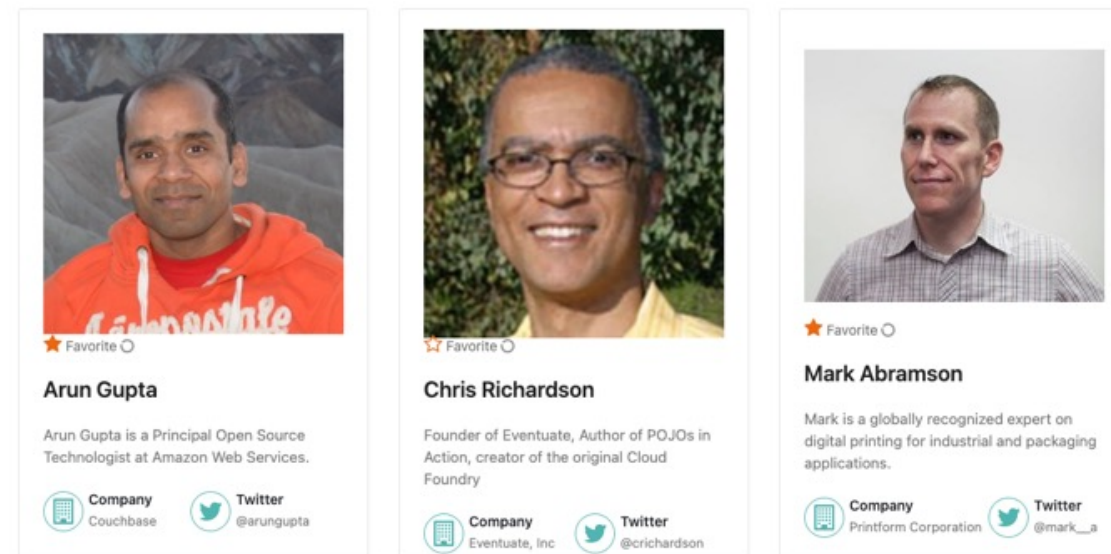 Favorite
Arun Gupta
Arun Gupta is a Principal Open Source
Technologist at Amazon Web Services.
Company
Couchbase
Twitter
@arungupta
Favorite
Chris Richardson
Founder of Eventuate, Author of POJOs in
Action, creator of the original Cloud
Foundry
Company
Eventuate, Inc
Twitter
@crichardson
Favorite
Mark Abramson
Mark is a globally recognized expert on
digital printing for industrial and packaging
applications.
Company
Printform Corporation
Twitter
@mark__a